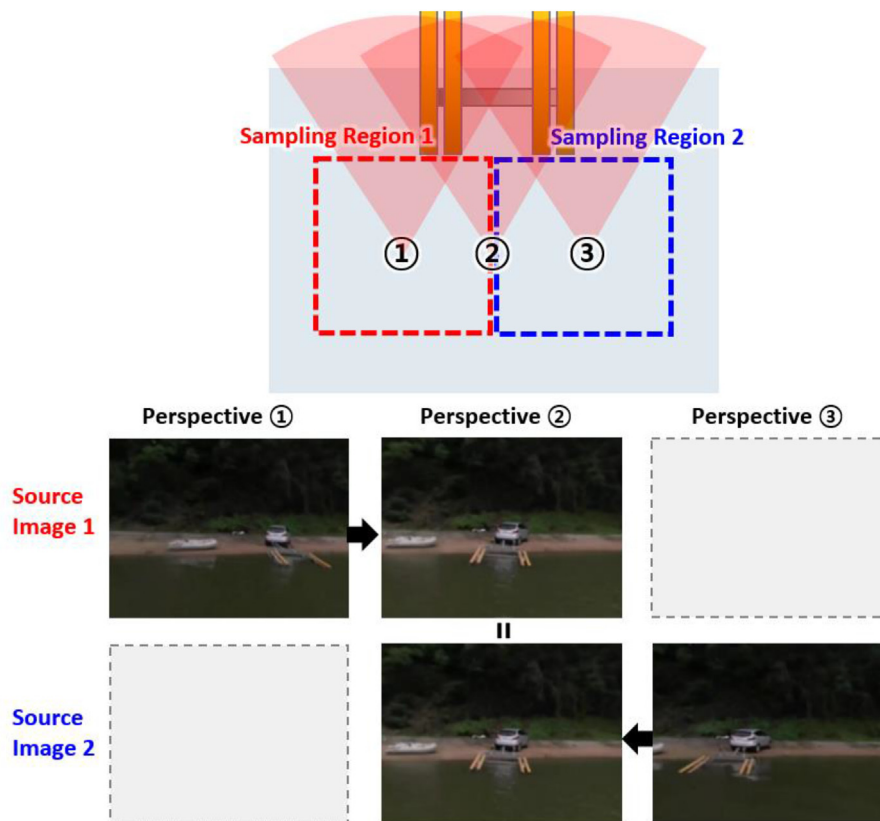 Sampling Region 1
Sampling Region 2
①
②
③
Perspective ①
Perspective ②
Perspective ③
Source
Image 1
Source
Image 2